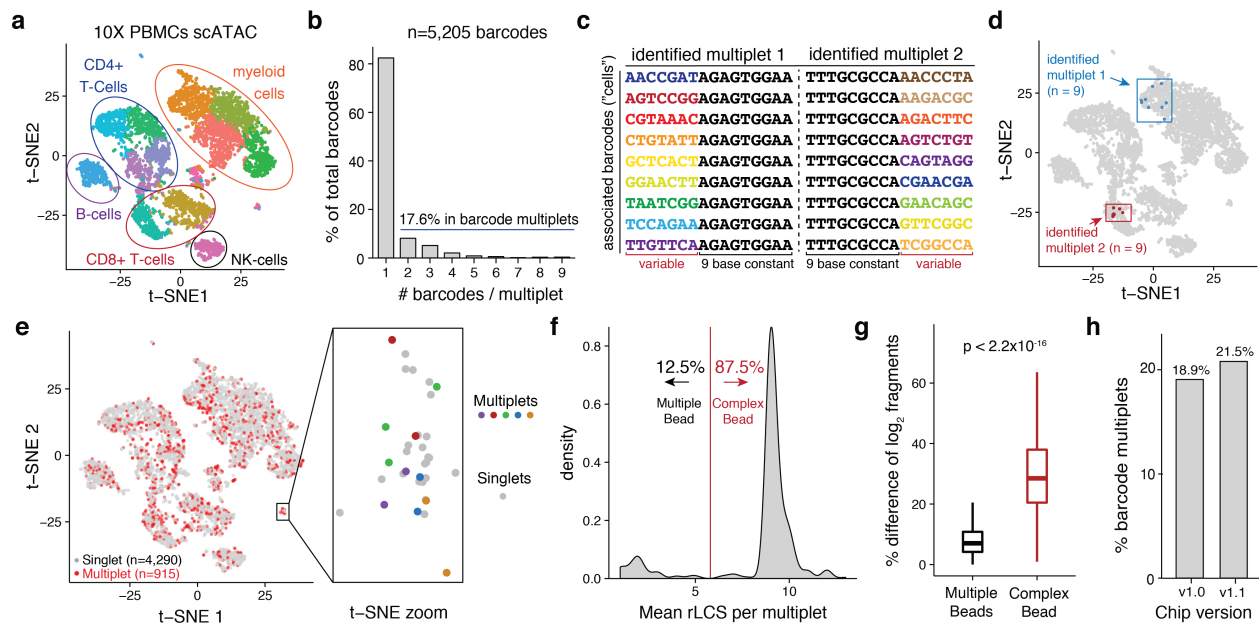 a
10X PBMCs scATAC
CD4+
T-Cells
myeloid
cells
B-cells
CD8+ T-cells
NK-cells
25
0
−25
t−SNE2
−25
0
25
t−SNE1
b
n=5,205 barcodes
80
60
40
20
0
% of total barcodes
17.6% in barcode multiplets
1 2 3 4 5 6 7 8 9
# barcodes / multiplet
c
identified multiplet 1 identified multiplet 2
associated barcodes ("cells")
AACCGATAGAGTGGAA TTTGCGCCAAACCCTA
AGTCCGGAGAGTGGAA TTTGCGCCAAAGACGC
CGTAAACAGAGTGGAA TTTGCGCCAAGACTTC
CTGTATTAGAGTGGAA TTTGCGCCAAGTCTGT
GCTCACTAGAGTGGAA TTTGCGCCACAGTAGG
GGAACTTAGAGTGGAA TTTGCGCCACGAACGA
TAATCGGAGAGTGGAA TTTGCGCCAGAACAGC
TCCAGAAAGAGTGGAA TTTGCGCCAGTTCGGC
TTGTTCAAGAGTGGAA TTTGCGCCATCGGCCA
variable 9 base constant 9 base constant variable
d
identified
multiplet 1
(n = 9)
identified
multiplet 2 (n = 9)
25
0
−25
t−SNE2
−25
0
25
t−SNE1
e
25
0
−25
t−SNE 2
Singlet (n=4,290)
Multiplet (n=915)
−25
0
25
t−SNE 1
t−SNE zoom
Multiplets
Singlets
f
0.8
0.6
0.4
0.2
0.0
density
12.5%
Multiple
Bead
87.5%
Complex
Bead
5
10
Mean rLCS per multiplet
g
p < 2.2x10⁻¹⁶
60
40
20
0
% difference of log₂ fragments
Multiple
Beads
Complex
Bead
h
20
10
0
% barcode multiplets
18.9%
21.5%
v1.0
v1.1
Chip version